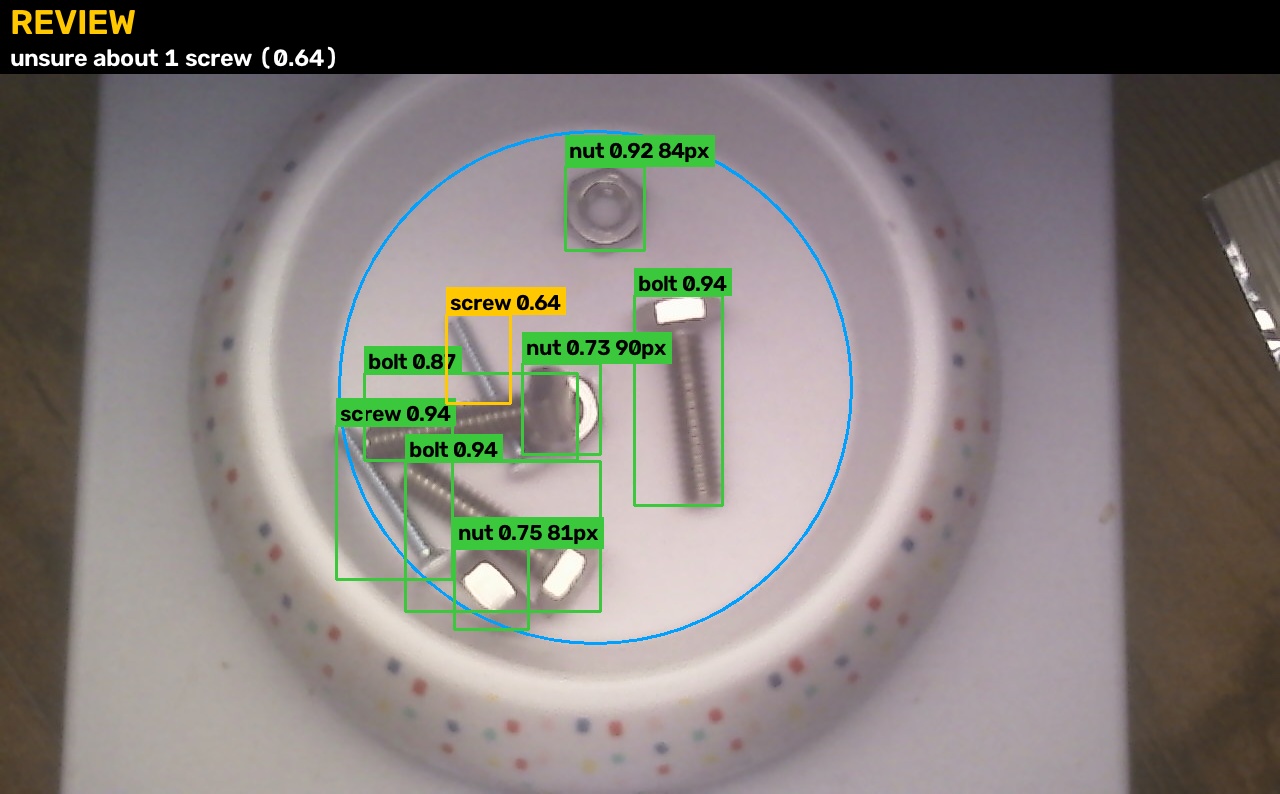 REVIEW
unsure about 1 screw (0.64)
nut 0.92 84px
bolt 0.94
screw 0.64
nut 0.73 90px
bolt 0.87
screw 0.94
bolt 0.94
nut 0.75 81px